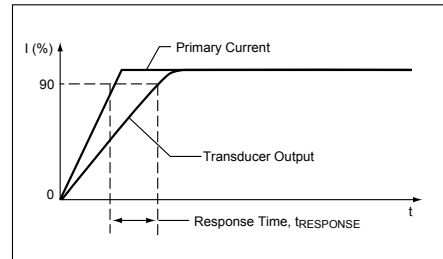 I (%)
Primary Current
90
Transducer Output
0
t
Response Time, tRESPONSE